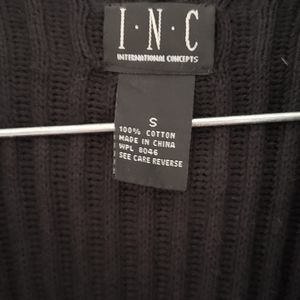 I·N·C
INTERNATIONAL CONCEPTS
S
100% COTTON
MADE IN CHINA
WPL 8046
SEE CARE REVERSE